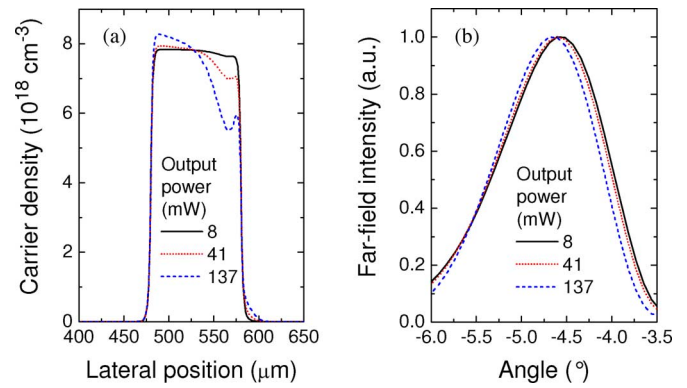 (a)
Carrier density (10^18 cm^-3)
8
6
4
2
0
Output
power
(mW)
8
41
137
400 450 500 550 600 650
Lateral position (μm)
(b)
Far-field intensity (a.u.)
1.0
0.8
0.6
0.4
0.2
0.0
Output
power
(mW)
8
41
137
-6.0 -5.5 -5.0 -4.5 -4.0 -3.5
Angle (°)